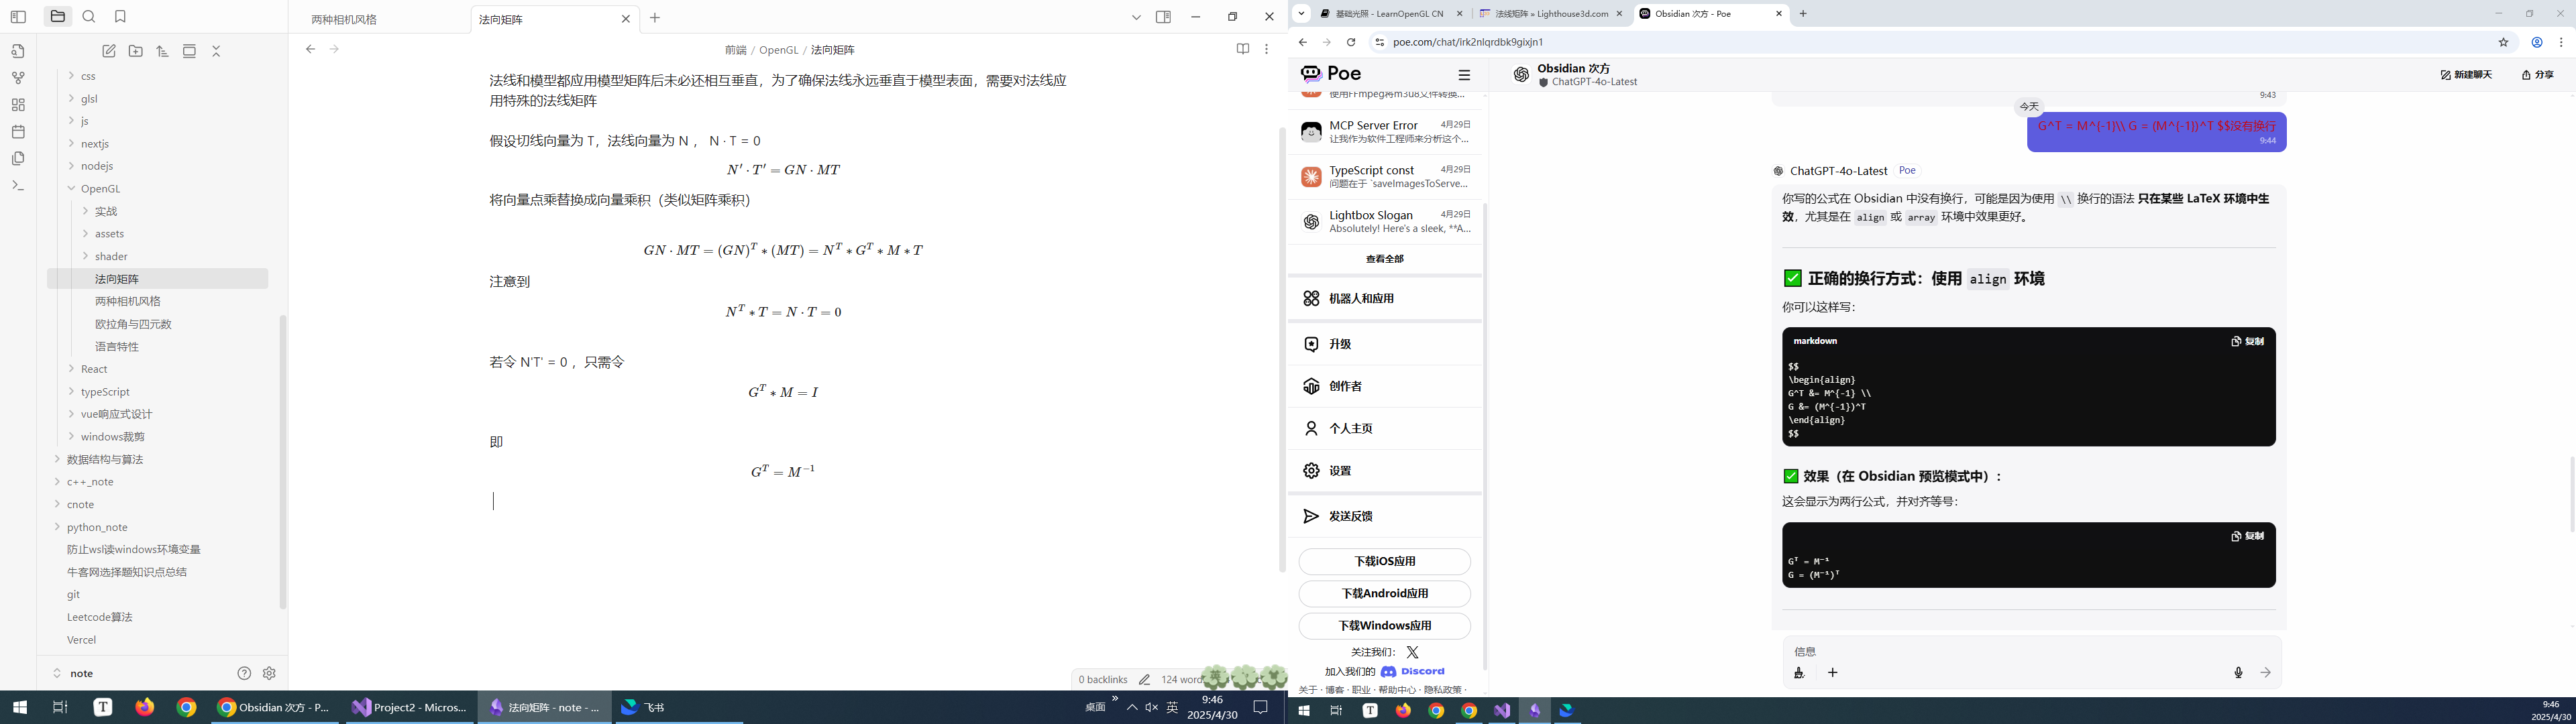 两种相机风格
法向矩阵
前端 / OpenGL / 法向矩阵
css
glsl
js
nextjs
nodejs
OpenGL
实战
assets
shader
法向矩阵
两种相机风格
欧拉角与四元数
语言特性
React
typeScript
vue响应式设计
windows裁剪
数据结构与算法
c++_note
cnote
python_note
防止wsl读windows环境变量
牛客网选择题知识点总结
git
Leetcode算法
Vercel
note
法线和模型都应用模型矩阵后未必还相互垂直，为了确保法线永远垂直于模型表面，需要对法线应
用特殊的法线矩阵
假设切线向量为 T，法线向量为 N ， N · T = 0
N′ · T′ = GN · MT
将向量点乘替换成向量乘积（类似矩阵乘积）
GN · MT = (GN)^T * (MT) = N^T * G^T * M * T
注意到
N^T * T = N · T = 0
若令 N'T' = 0 ，只需令
G^T * M = I
即
G^T = M^{-1}
0 backlinks
124 word
Obsidian 次方 - P...
Project2 - Micros...
法向矩阵 - note - ...
飞书
桌面
英
9:46
2025/4/30
基础光照 - LearnOpenGL CN
法线矩阵 » Lighthouse3d.com
Obsidian 次方 - Poe
poe.com/chat/irk2nlqrdbk9gixjn1
Poe
使用FFmpeg将m3u8文件转换...
MCP Server Error
4月29日
让我作为软件工程师来分析这个...
TypeScript const
4月29日
问题在于 `saveImagesToServe...
Lightbox Slogan
4月29日
Absolutely! Here's a sleek, **A...
查看全部
机器人和应用
升级
创作者
个人主页
设置
发送反馈
下载iOS应用
下载Android应用
下载Windows应用
关注我们：
加入我们的 Discord
关于 · 博客 · 职业 · 帮助中心 · 隐私政策 ·
Obsidian 次方
ChatGPT-4o-Latest
新建聊天
分享
9:43
今天
G^T = M^{-1}\\ G = (M^{-1})^T $$没有换行
9:44
ChatGPT-4o-Latest Poe
你写的公式在 Obsidian 中没有换行，可能是因为使用 \\ 换行的语法 只在某些 LaTeX 环境中生
效，尤其是在 align 或 array 环境中效果更好。
✅ 正确的换行方式：使用 align 环境
你可以这样写：
markdown
复制
$$
\begin{align}
G^T &= M^{-1} \\
G &= (M^{-1})^T
\end{align}
$$
✅ 效果（在 Obsidian 预览模式中）：
这会显示为两行公式，并对齐等号：
复制
Gᵀ = M⁻¹
G = (M⁻¹)ᵀ
信息
9:46
2025/4/30